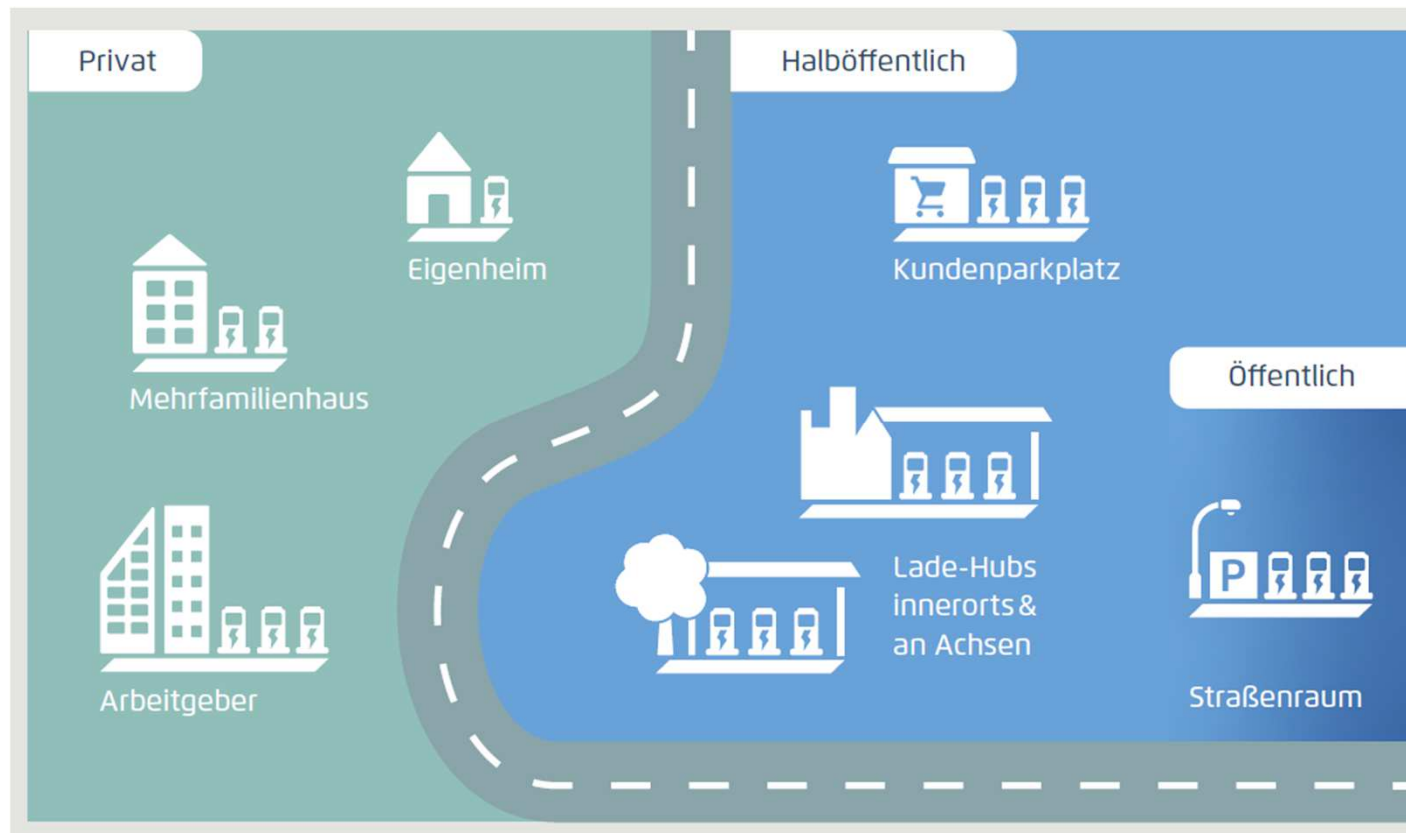 Privat
Eigenheim
Mehrfamilienhaus
Arbeitgeber
Halböffentlich
Kundenparkplatz
Lade-Hubs
innerorts &
an Achsen
Öffentlich
P
Straßenraum